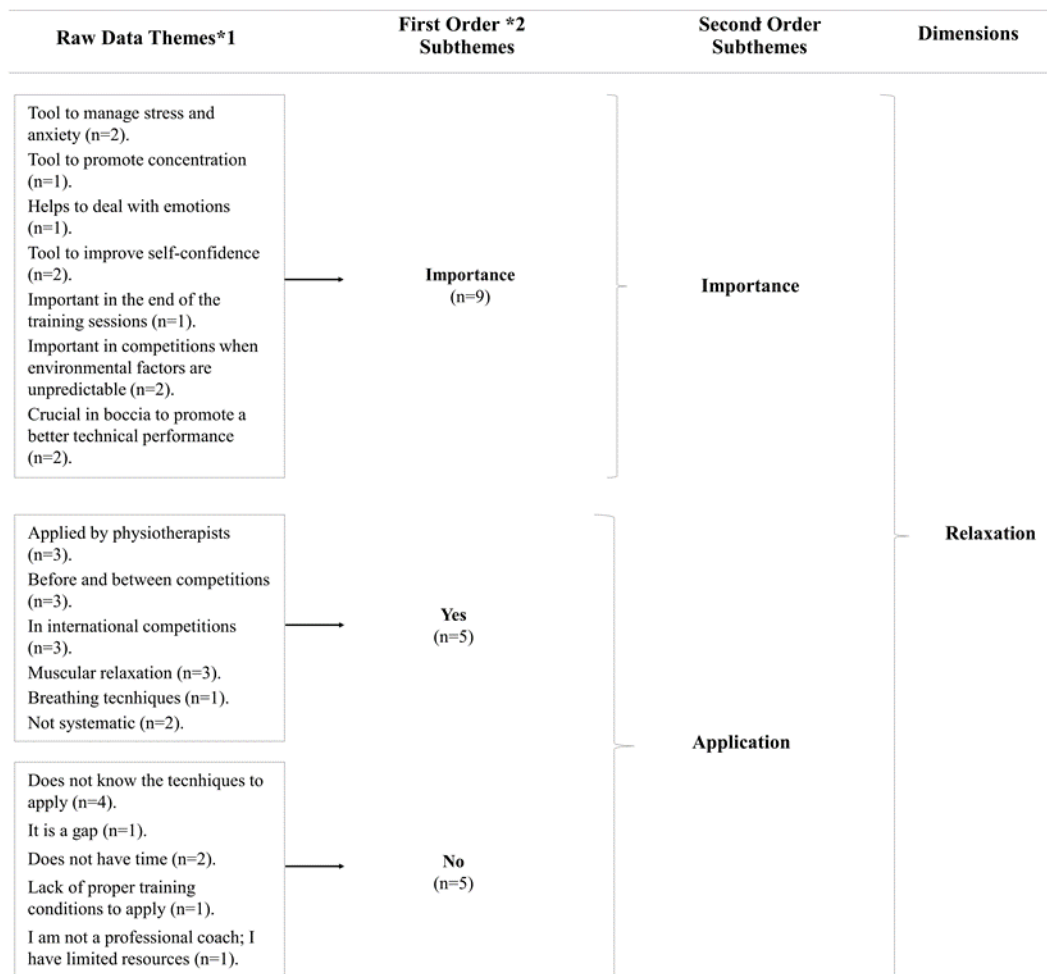 Raw Data Themes*1
First Order *2
Subthemes
Second Order
Subthemes
Dimensions
Tool to manage stress and
anxiety (n=2).
Tool to promote concentration
(n=1).
Helps to deal with emotions
(n=1).
Tool to improve self-confidence
(n=2).
Important in the end of the
training sessions (n=1).
Important in competitions when
environmental factors are
unpredictable (n=2).
Crucial in boccia to promote a
better technical performance
(n=2).
Importance
(n=9)
Importance
Applied by physiotherapists
(n=3).
Before and between competitions
(n=3).
In international competitions
(n=3).
Muscular relaxation (n=3).
Breathing tecnhiques (n=1).
Not systematic (n=2).
Yes
(n=5)
Does not know the tecnhiques to
apply (n=4).
It is a gap (n=1).
Does not have time (n=2).
Lack of proper training
conditions to apply (n=1).
I am not a professional coach; I
have limited resources (n=1).
No
(n=5)
Application
Relaxation